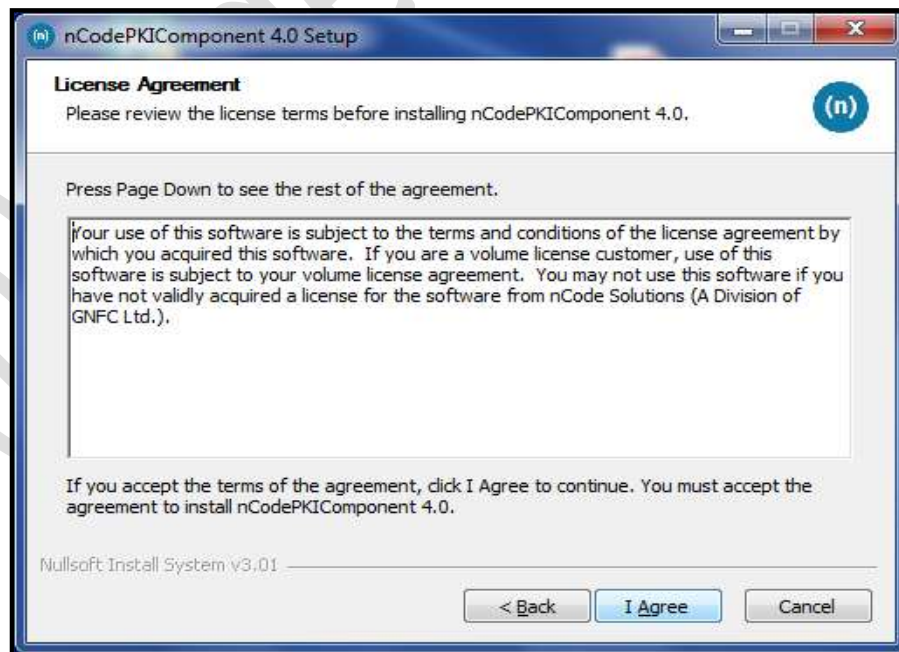 (n) nCodePKIComponent 4.0 Setup
License Agreement
Please review the license terms before installing nCodePKIComponent 4.0.
(n)
Press Page Down to see the rest of the agreement.
Your use of this software is subject to the terms and conditions of the license agreement by
which you acquired this software.  If you are a volume license customer, use of this
software is subject to your volume license agreement.  You may not use this software if you
have not validly acquired a license for the software from nCode Solutions (A Division of
GNFC Ltd.).
If you accept the terms of the agreement, click I Agree to continue. You must accept the
agreement to install nCodePKIComponent 4.0.
Nullsoft Install System v3.01
< Back I Agree Cancel